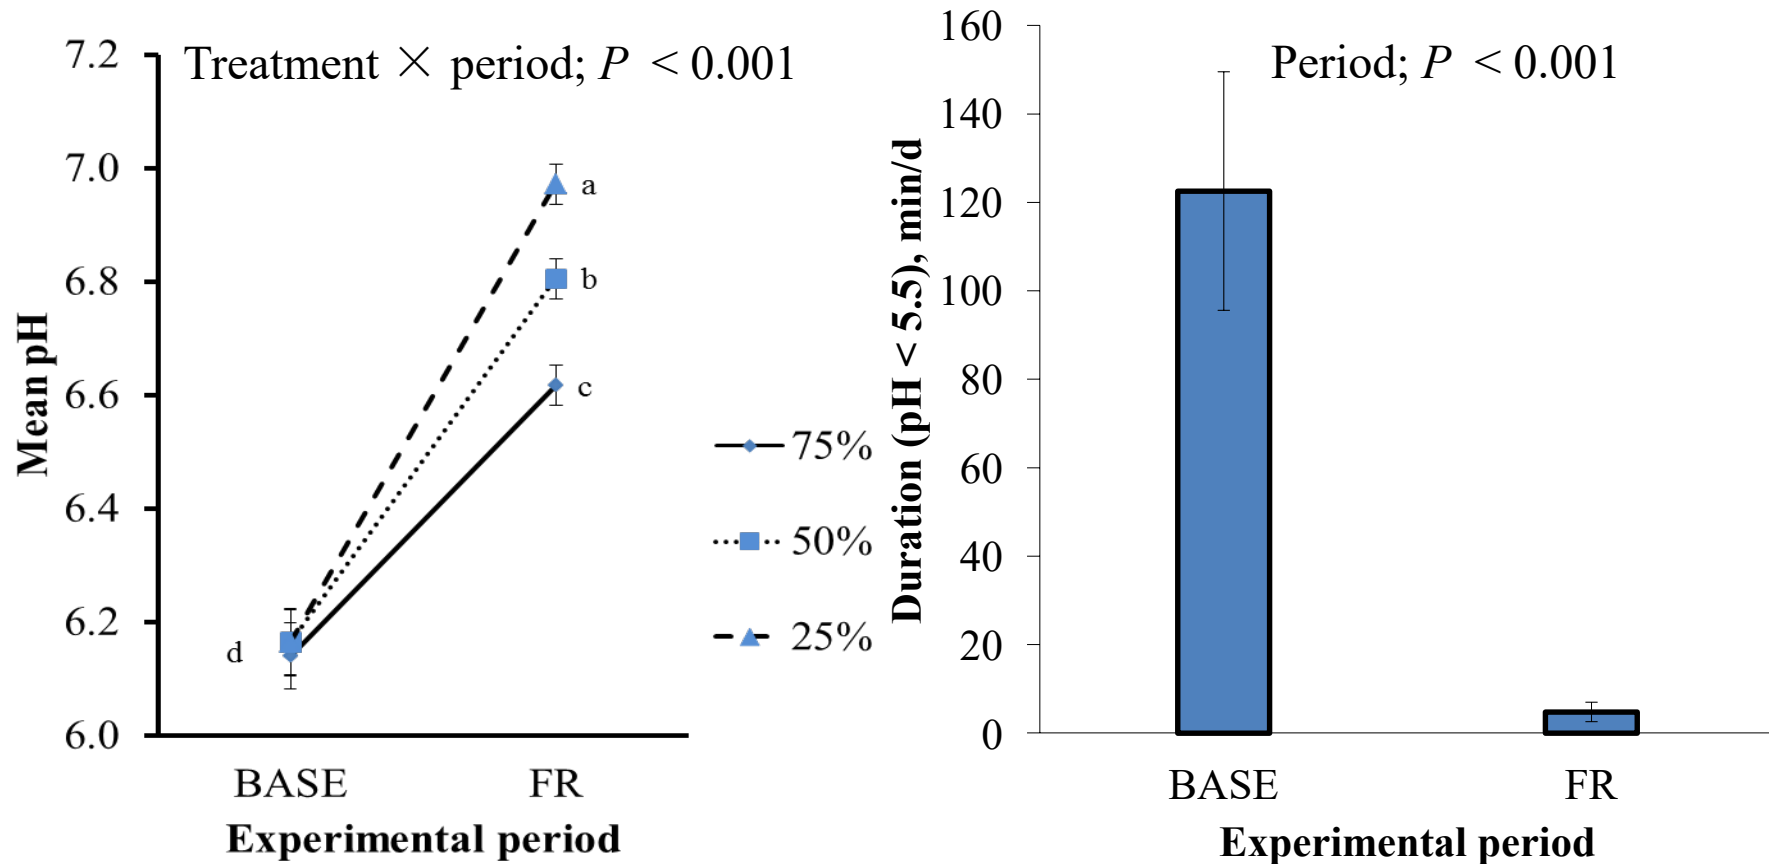 Treatment × period; P < 0.001
Mean pH
7.2
7.0
6.8
6.6
6.4
6.2
6.0
a
b
c
d
BASE
FR
Experimental period
75%
50%
25%
Period; P < 0.001
Duration (pH < 5.5), min/d
160
140
120
100
80
60
40
20
0
BASE
FR
Experimental period